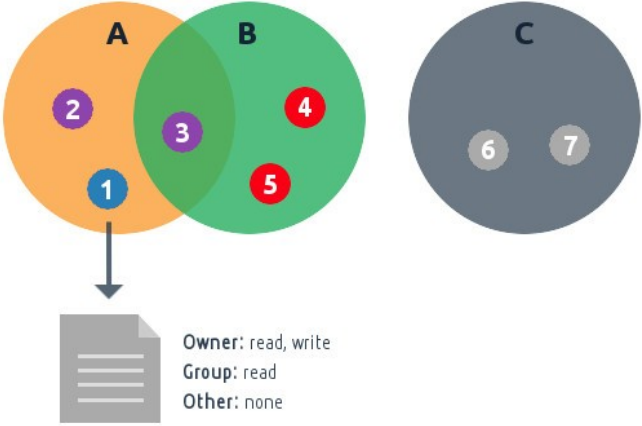 A B C
2 3 4
6 7
1 5
Owner: read, write
Group: read
Other: none